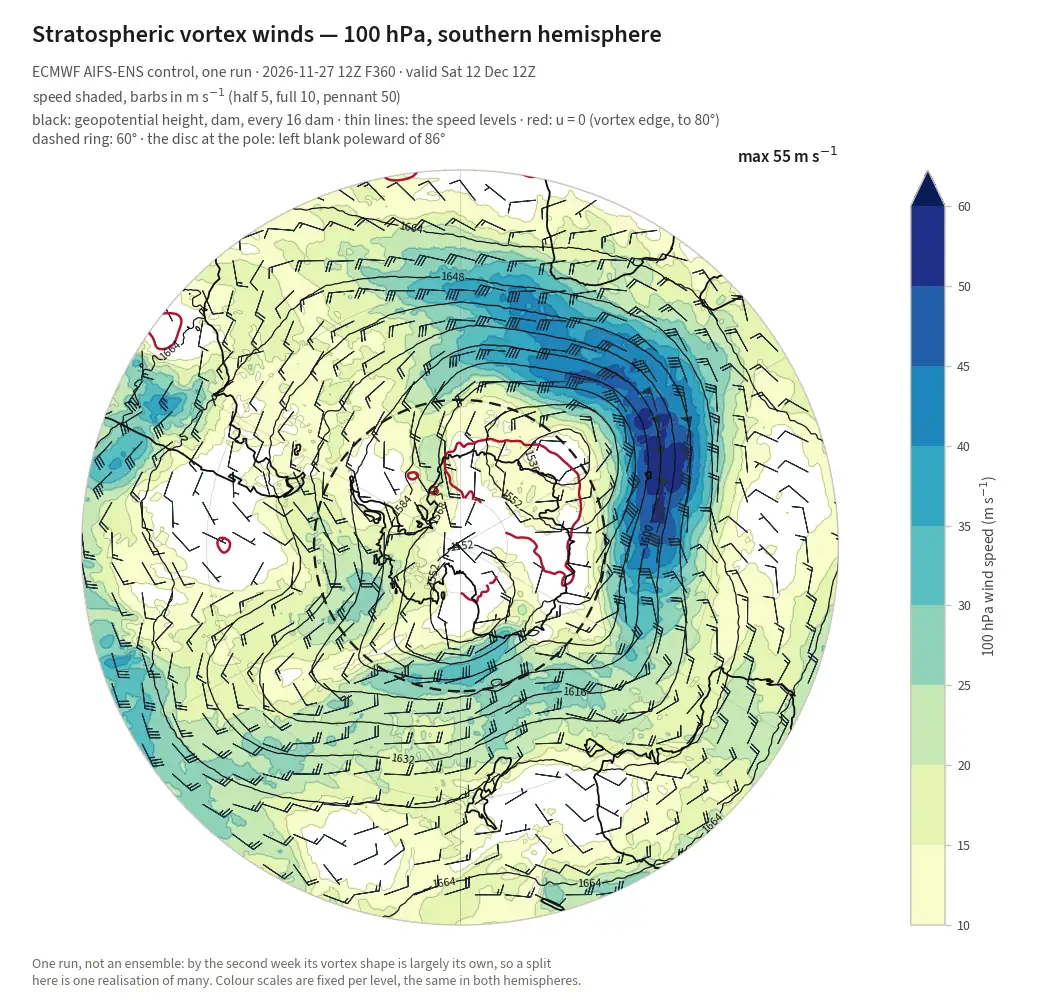 Stratospheric vortex winds — 100 hPa, southern hemisphere
ECMWF AIFS-ENS control, one run · 2026-11-27 12Z F360 · valid Sat 12 Dec 12Z
speed shaded, barbs in m s⁻¹ (half 5, full 10, pennant 50)
black: geopotential height, dam, every 16 dam · thin lines: the speed levels · red: u = 0 (vortex edge, to 80°)
dashed ring: 60° · the disc at the pole: left blank poleward of 86°
max 55 m s⁻¹
60
50
45
40
35
30
25
20
15
10
100 hPa wind speed (m s⁻¹)
1664
1648
1664
1552
1552
1552
1616
1632
1664
1664
1664
One run, not an ensemble: by the second week its vortex shape is largely its own, so a split
here is one realisation of many. Colour scales are fixed per level, the same in both hemispheres.